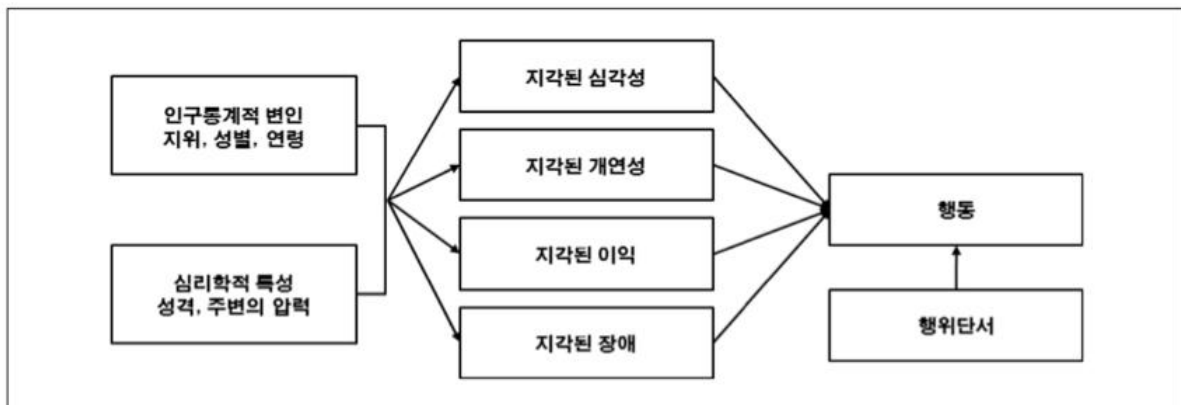 인구통계적 변인
지위, 성별, 연령
심리학적 특성
성격, 주변의 압력
지각된 심각성
지각된 개연성
지각된 이익
지각된 장애
행동
행위단서